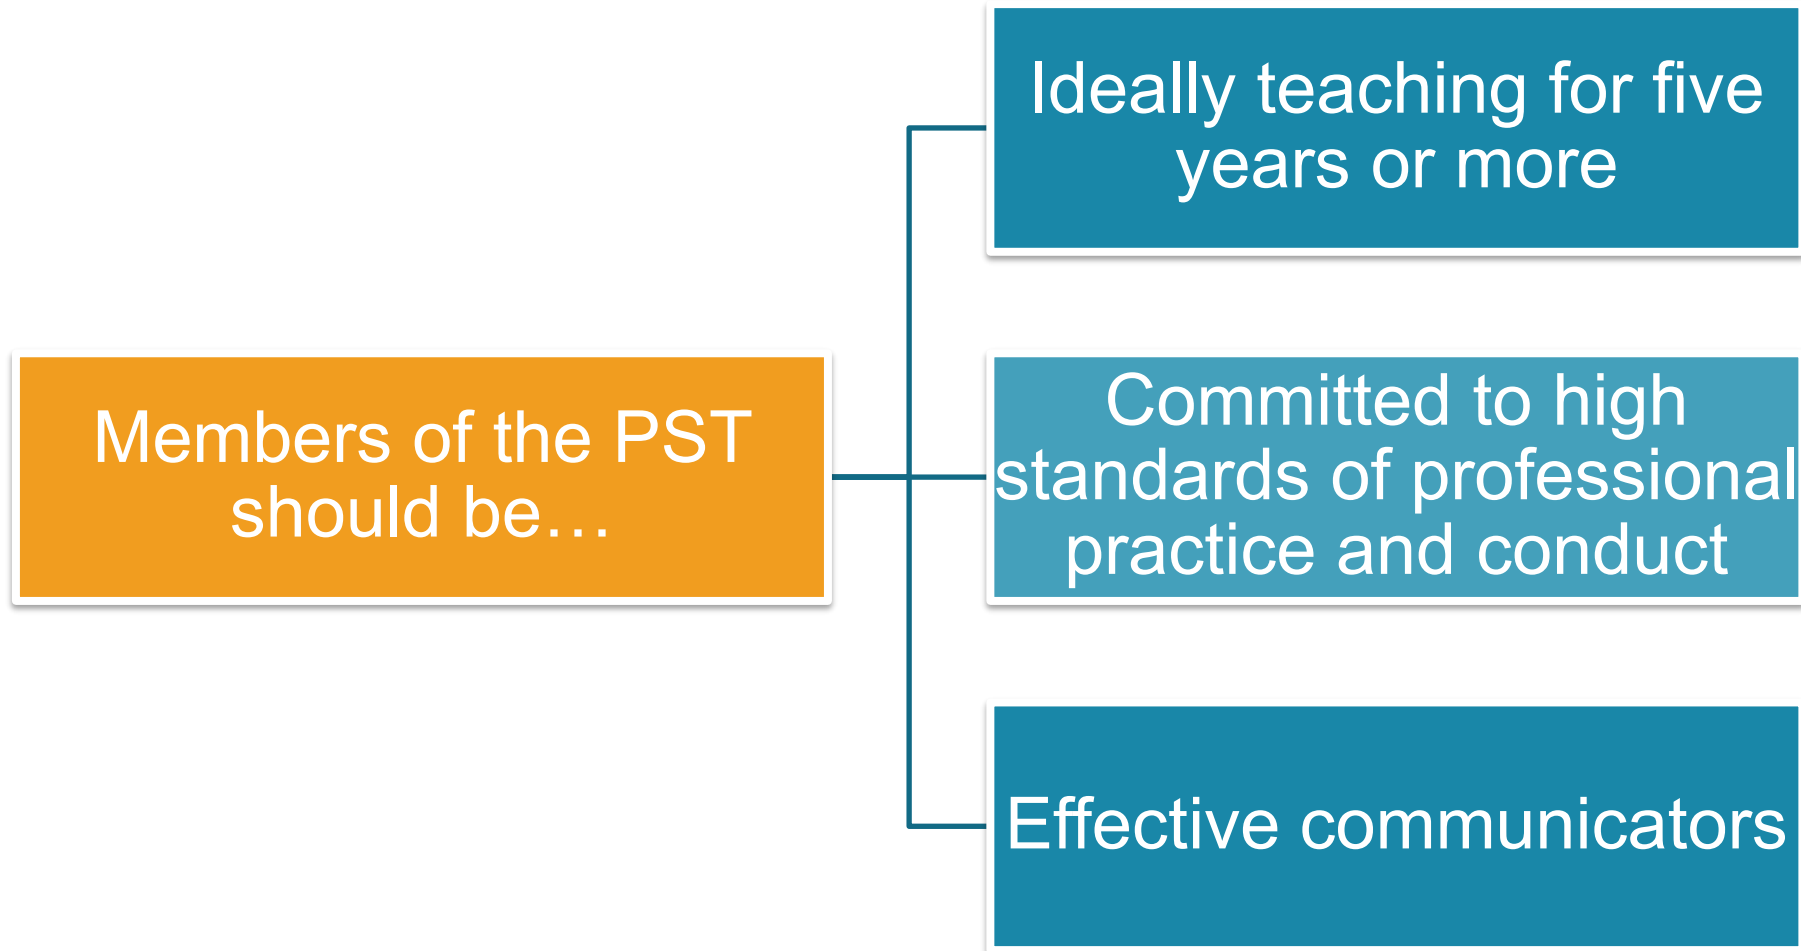 Members of the PST
should be…
Ideally teaching for five
years or more
Committed to high
standards of professional
practice and conduct
Effective communicators